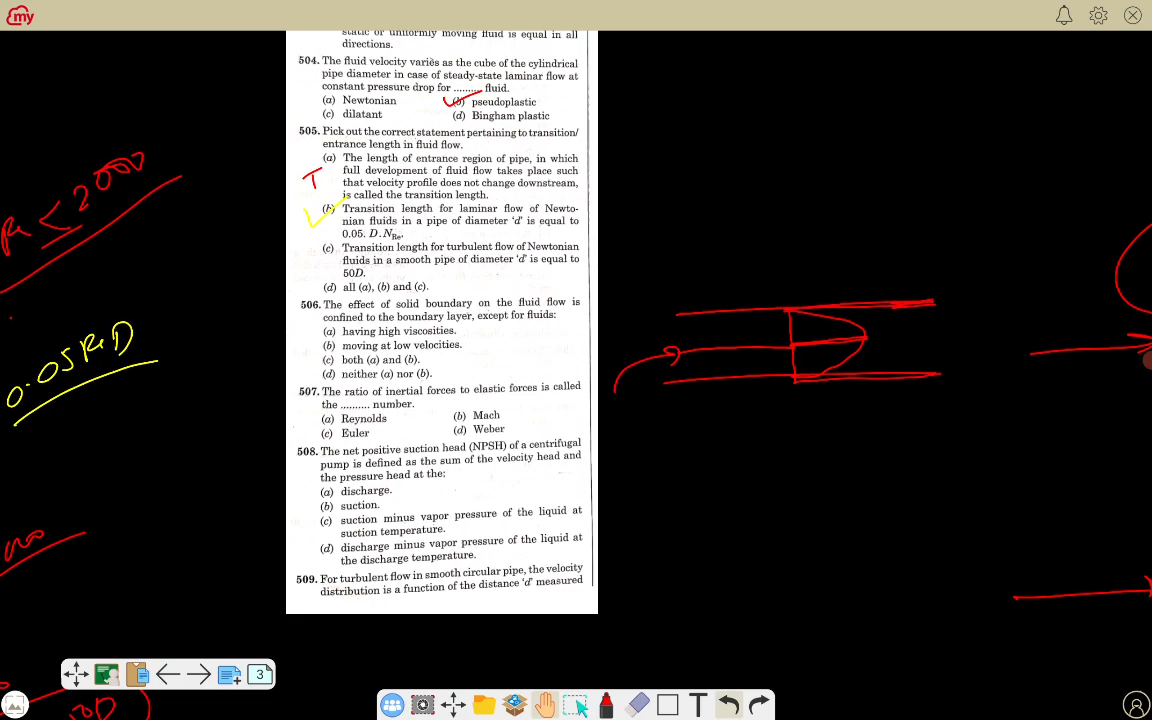 my
static or uniformly moving fluid is equal in all
directions.
504. The fluid velocity varies as the cube of the cylindrical
pipe diameter in case of steady-state laminar flow at
constant pressure drop for .......... fluid.
(a) Newtonian (b) pseudoplastic
(c) dilatant (d) Bingham plastic
505. Pick out the correct statement pertaining to transition/
entrance length in fluid flow.
(a) The length of entrance region of pipe, in which
full development of fluid flow takes place such
that velocity profile does not change downstream,
is called the transition length.
T
(b) Transition length for laminar flow of Newto-
nian fluids in a pipe of diameter 'd' is equal to
0.05. D.NRe.
(c) Transition length for turbulent flow of Newtonian
fluids in a smooth pipe of diameter 'd' is equal to
50D.
(d) all (a), (b) and (c).
506. The effect of solid boundary on the fluid flow is
confined to the boundary layer, except for fluids:
(a) having high viscosities.
(b) moving at low velocities.
(c) both (a) and (b).
(d) neither (a) nor (b).
507. The ratio of inertial forces to elastic forces is called
the .......... number.
(a) Reynolds (b) Mach
(c) Euler (d) Weber
508. The net positive suction head (NPSH) of a centrifugal
pump is defined as the sum of the velocity head and
the pressure head at the:
(a) discharge.
(b) suction.
(c) suction minus vapor pressure of the liquid at
suction temperature.
(d) discharge minus vapor pressure of the liquid at
the discharge temperature.
509. For turbulent flow in smooth circular pipe, the velocity
distribution is a function of the distance 'd' measured
Re < 2000
0.05 Re D
3
T